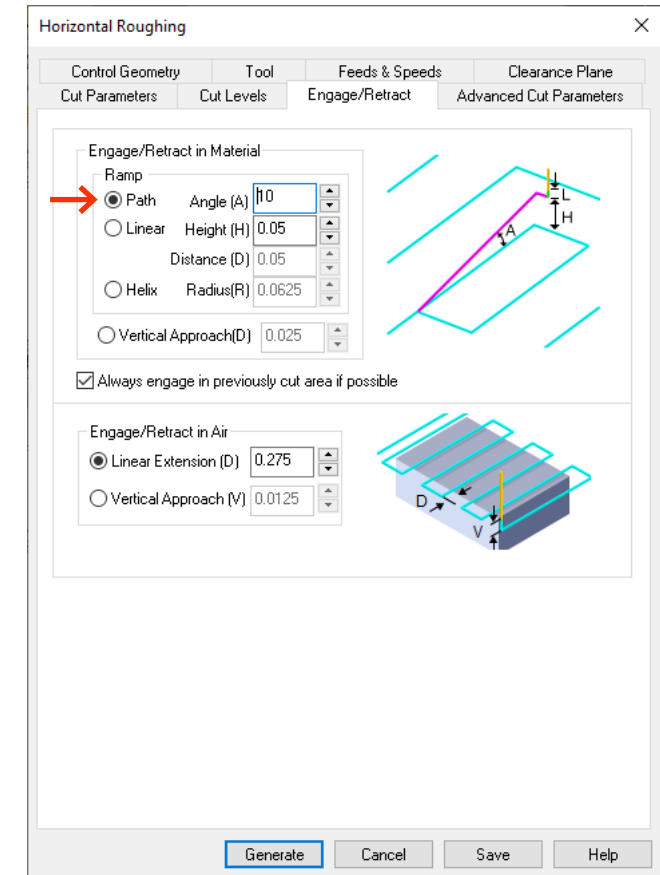 Horizontal Roughing
Control Geometry Tool Feeds & Speeds Clearance Plane
Cut Parameters Cut Levels Engage/Retract Advanced Cut Parameters
Engage/Retract in Material
Ramp
Path Angle (A) 10
Linear Height (H) 0.05
Distance (D) 0.05
Helix Radius(R) 0.0625
Vertical Approach(D) 0.025
L
H
A
Always engage in previously cut area if possible
Engage/Retract in Air
Linear Extension (D) 0.275
Vertical Approach (V) 0.0125
D
V
Generate Cancel Save Help